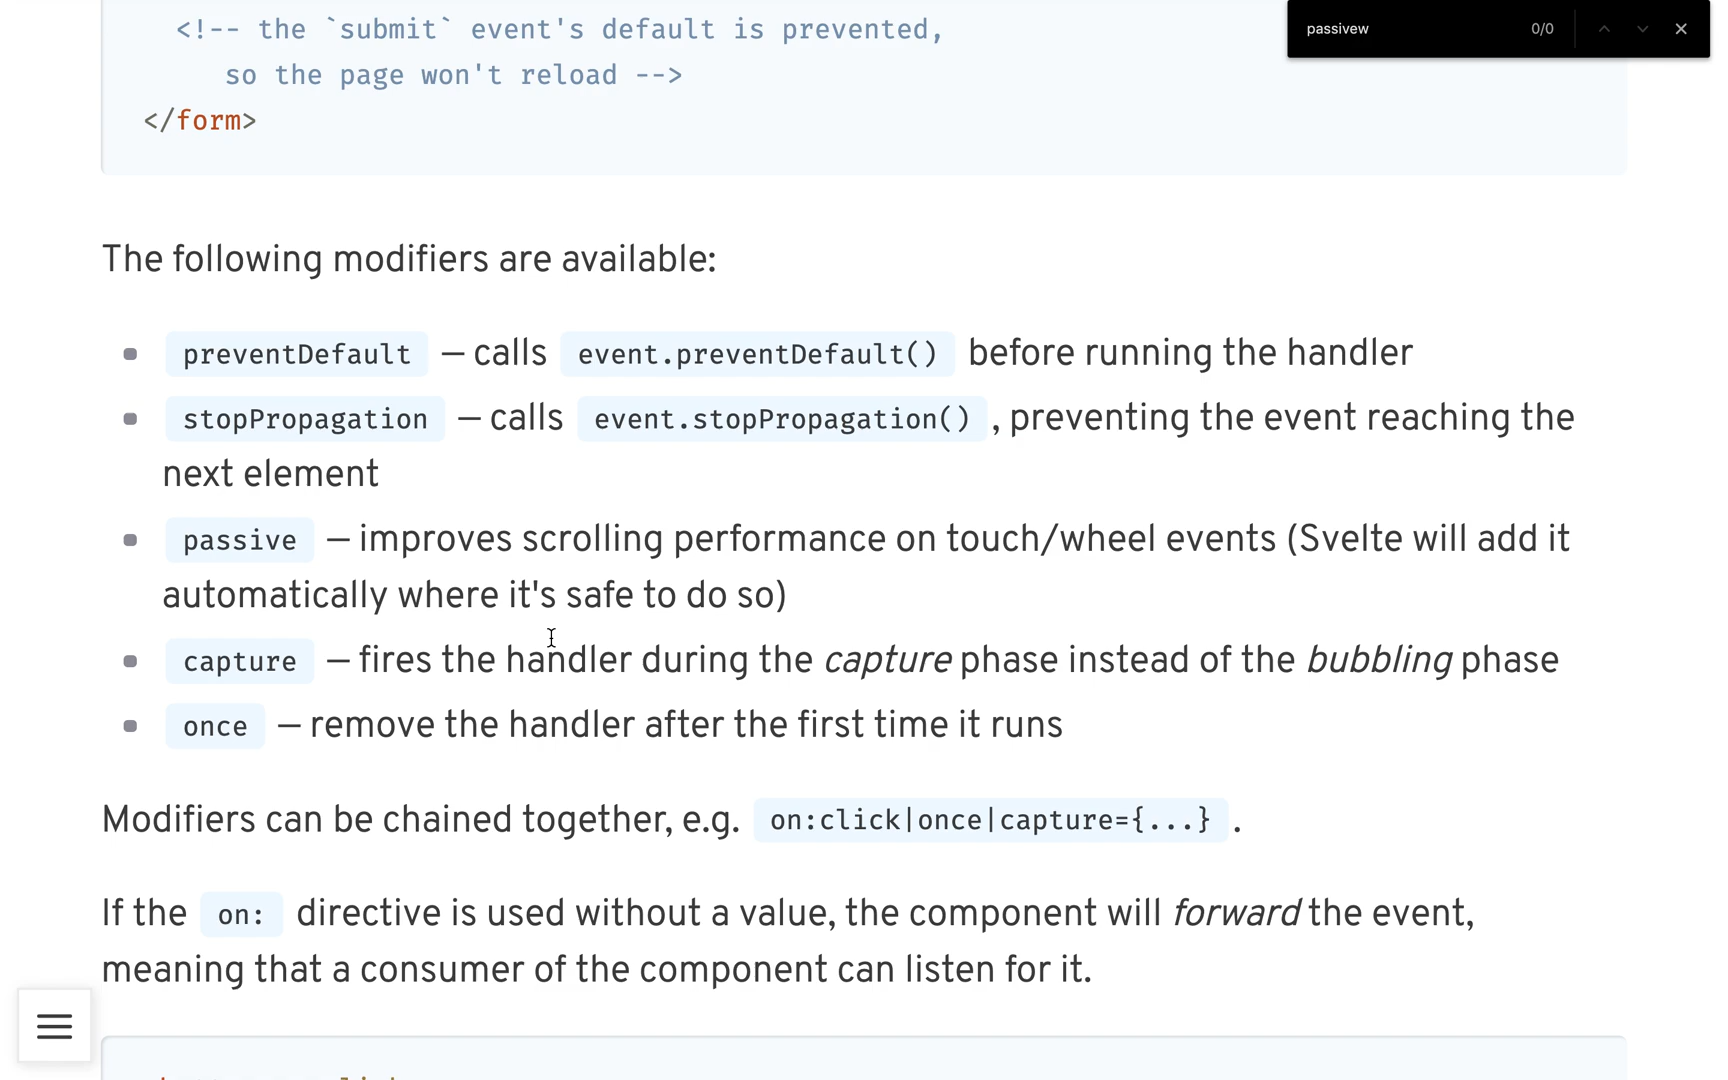 <!-- the `submit` event's default is prevented,
passivew 0/0
so the page won't reload -->
</form>
The following modifiers are available:
preventDefault — calls event.preventDefault() before running the handler
stopPropagation — calls event.stopPropagation() , preventing the event reaching the
next element
passive — improves scrolling performance on touch/wheel events (Svelte will add it
automatically where it's safe to do so)
capture — fires the handler during the capture phase instead of the bubbling phase
once — remove the handler after the first time it runs
Modifiers can be chained together, e.g. on:click|once|capture={...} .
If the on: directive is used without a value, the component will forward the event,
meaning that a consumer of the component can listen for it.